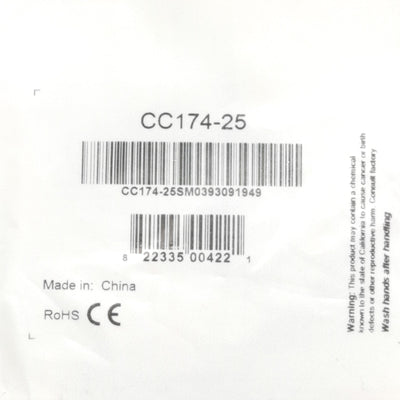 CC174-25
CC174-25SM0393091949
8 22335 00422 1
Made in: China
RoHS CE
Warning: This product may contain a chemical
known to the state of California to cause cancer or birth
defects or other reproductive harm. Consult factory
Wash hands after handling